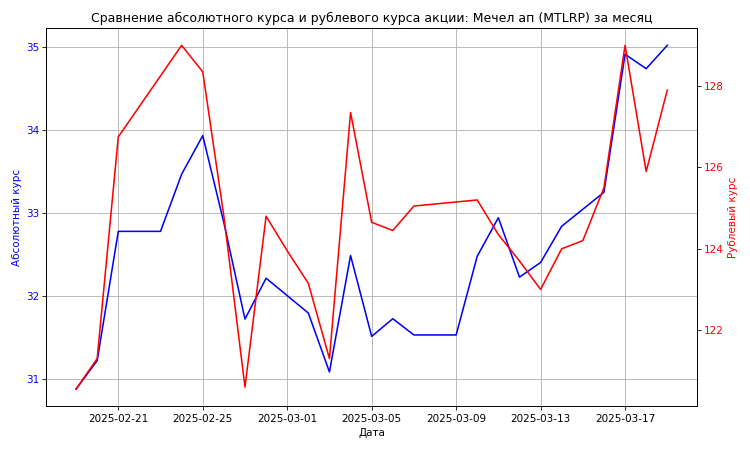 Сравнение абсолютного курса и рублевого курса акции: Мечел ап (MTLRP) за месяц
35
34
33
32
31
Абсолютный курс
128
126
124
122
Рублевый курс
2025-02-21 2025-02-25 2025-03-01 2025-03-05 2025-03-09 2025-03-13 2025-03-17
Дата